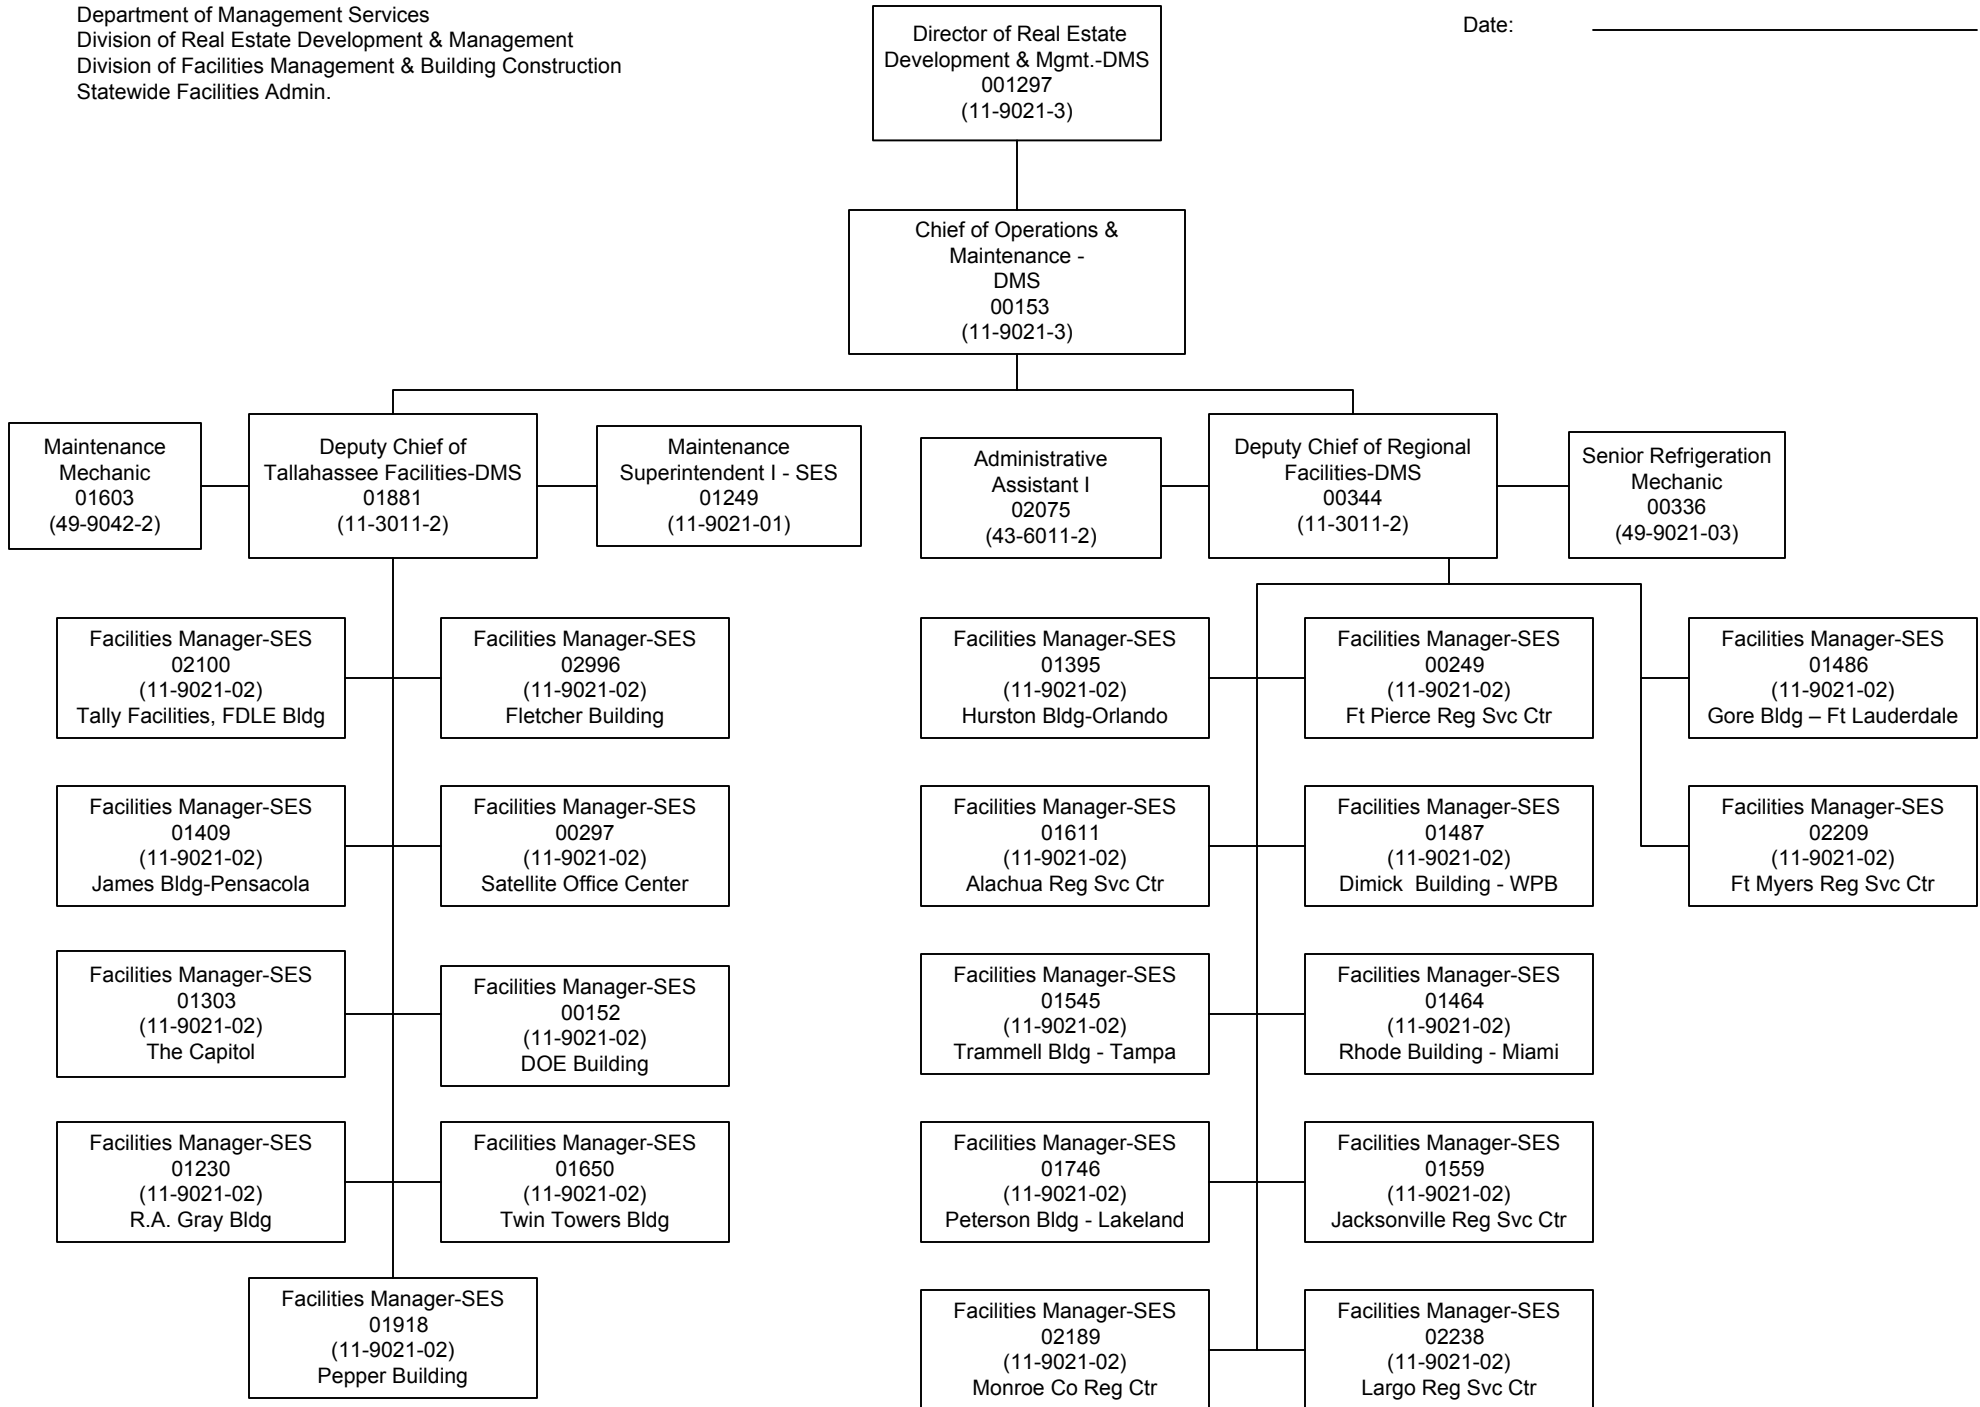 Department of Management Services
Division of Real Estate Development & Management
Division of Facilities Management & Building Construction
Statewide Facilities Admin.
Date:
Director of Real Estate
Development & Mgmt.-DMS
001297
(11-9021-3)
Chief of Operations &
Maintenance -
DMS
00153
(11-9021-3)
Maintenance
Mechanic
01603
(49-9042-2)
Deputy Chief of
Tallahassee Facilities-DMS
01881
(11-3011-2)
Maintenance
Superintendent I - SES
01249
(11-9021-01)
Administrative
Assistant I
02075
(43-6011-2)
Deputy Chief of Regional
Facilities-DMS
00344
(11-3011-2)
Senior Refrigeration
Mechanic
00336
(49-9021-03)
Facilities Manager-SES
02100
(11-9021-02)
Tally Facilities, FDLE Bldg
Facilities Manager-SES
02996
(11-9021-02)
Fletcher Building
Facilities Manager-SES
01395
(11-9021-02)
Hurston Bldg-Orlando
Facilities Manager-SES
00249
(11-9021-02)
Ft Pierce Reg Svc Ctr
Facilities Manager-SES
01486
(11-9021-02)
Gore Bldg – Ft Lauderdale
Facilities Manager-SES
01409
(11-9021-02)
James Bldg-Pensacola
Facilities Manager-SES
00297
(11-9021-02)
Satellite Office Center
Facilities Manager-SES
01611
(11-9021-02)
Alachua Reg Svc Ctr
Facilities Manager-SES
01487
(11-9021-02)
Dimick  Building - WPB
Facilities Manager-SES
02209
(11-9021-02)
Ft Myers Reg Svc Ctr
Facilities Manager-SES
01303
(11-9021-02)
The Capitol
Facilities Manager-SES
00152
(11-9021-02)
DOE Building
Facilities Manager-SES
01545
(11-9021-02)
Trammell Bldg - Tampa
Facilities Manager-SES
01464
(11-9021-02)
Rhode Building - Miami
Facilities Manager-SES
01230
(11-9021-02)
R.A. Gray Bldg
Facilities Manager-SES
01650
(11-9021-02)
Twin Towers Bldg
Facilities Manager-SES
01746
(11-9021-02)
Peterson Bldg - Lakeland
Facilities Manager-SES
01559
(11-9021-02)
Jacksonville Reg Svc Ctr
Facilities Manager-SES
01918
(11-9021-02)
Pepper Building
Facilities Manager-SES
02189
(11-9021-02)
Monroe Co Reg Ctr
Facilities Manager-SES
02238
(11-9021-02)
Largo Reg Svc Ctr